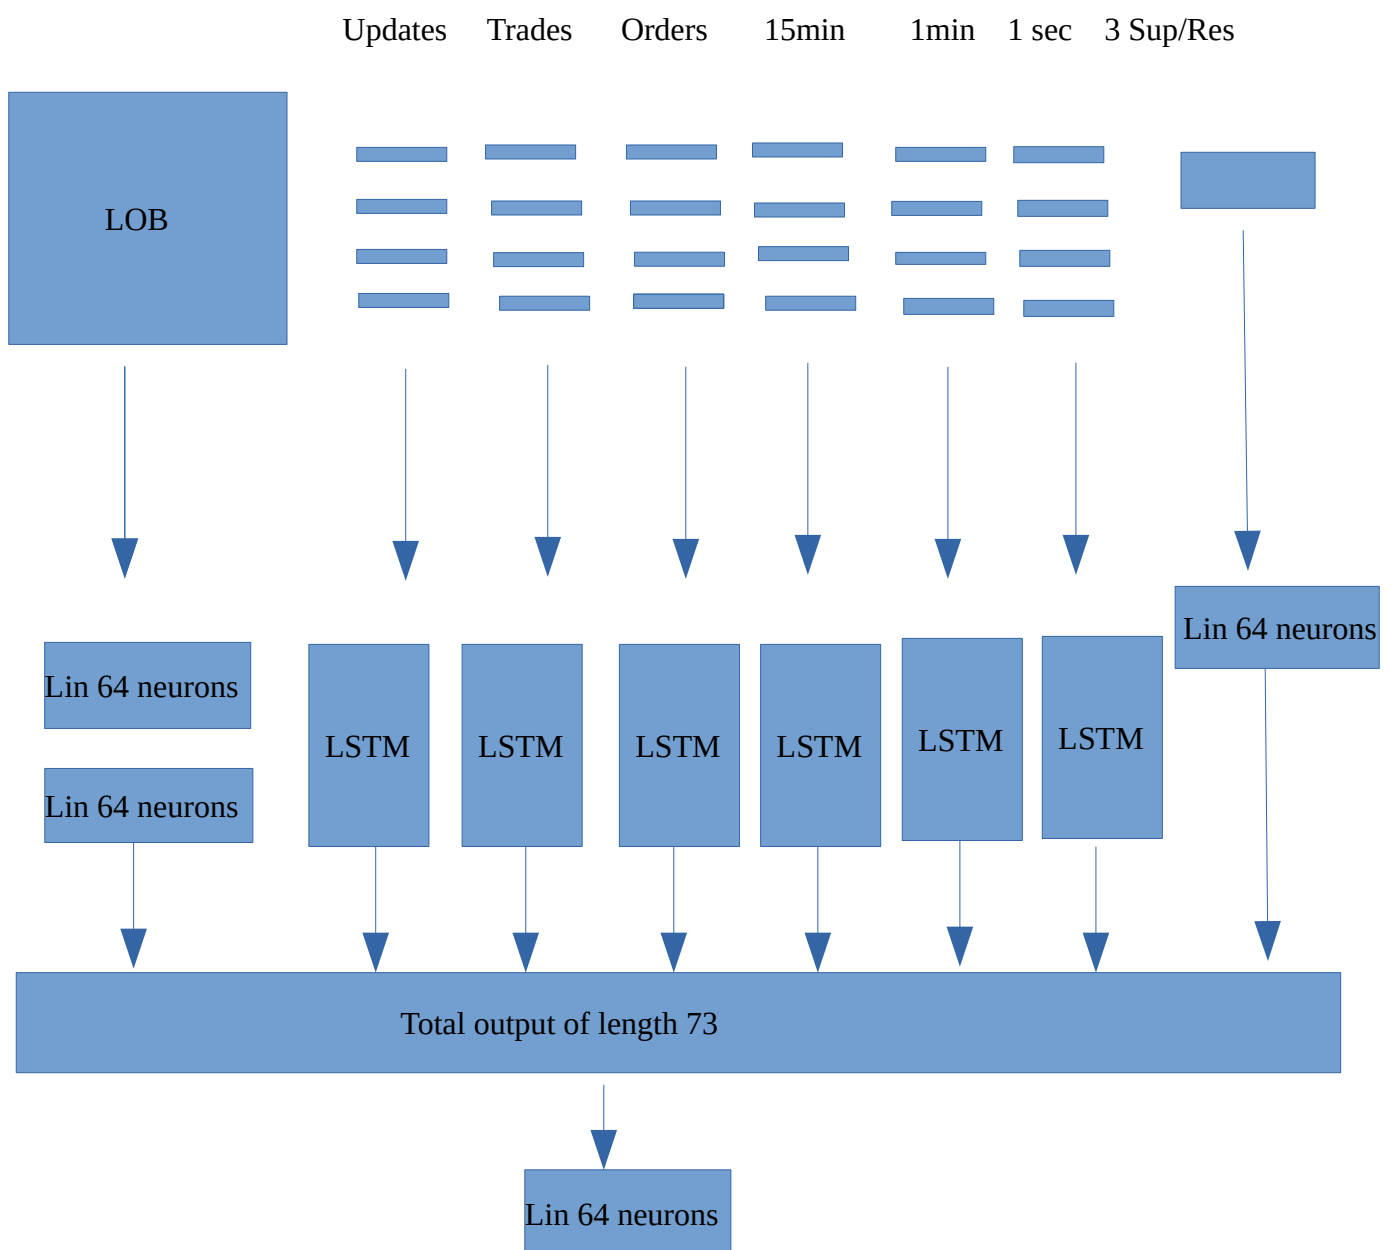 Updates Trades Orders 15min 1min 1 sec 3 Sup/Res
LOB
Lin 64 neurons
Lin 64 neurons
LSTM LSTM LSTM LSTM LSTM LSTM
Lin 64 neurons
Total output of length 73
Lin 64 neurons